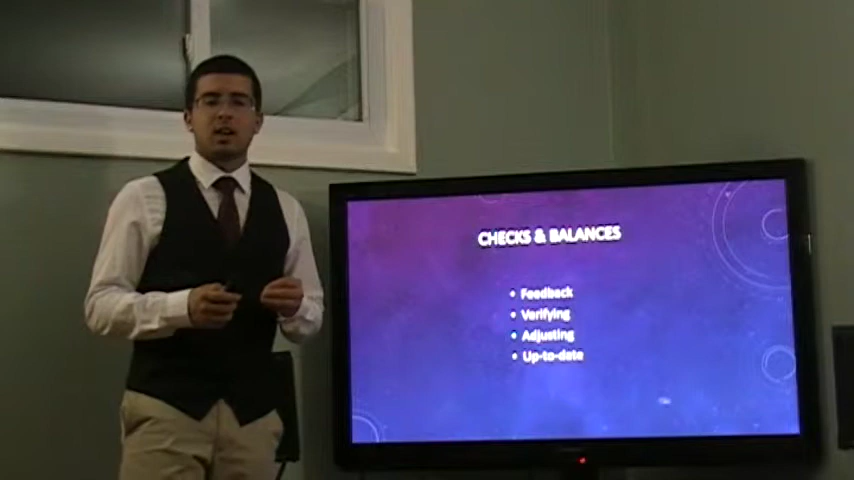 CHECKS & BALANCES
• Feedback
• Verifying
• Adjusting
• Up-to-date